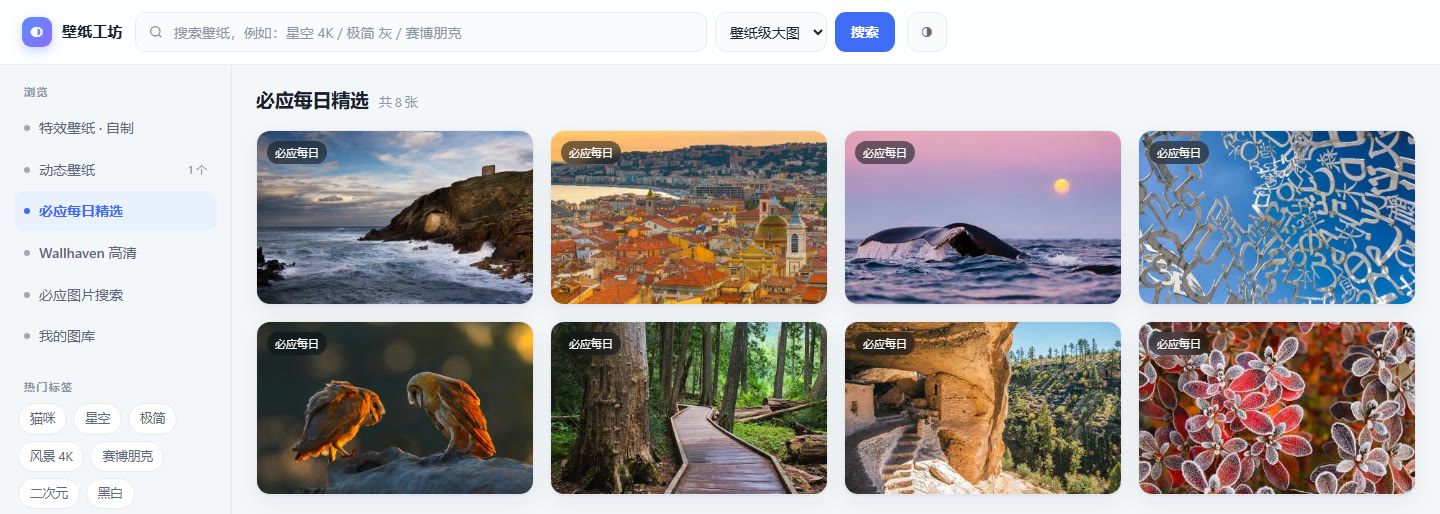 壁纸工坊
搜索壁纸，例如：星空 4K / 极简 灰 / 赛博朋克
壁纸级大图
搜索
浏览
特效壁纸 · 自制
动态壁纸
1 个
必应每日精选
Wallhaven 高清
必应图片搜索
我的图库
热门标签
猫咪
星空
极简
风景 4K
赛博朋克
二次元
黑白
必应每日精选
共 8 张
必应每日
必应每日
必应每日
必应每日
必应每日
必应每日
必应每日
必应每日